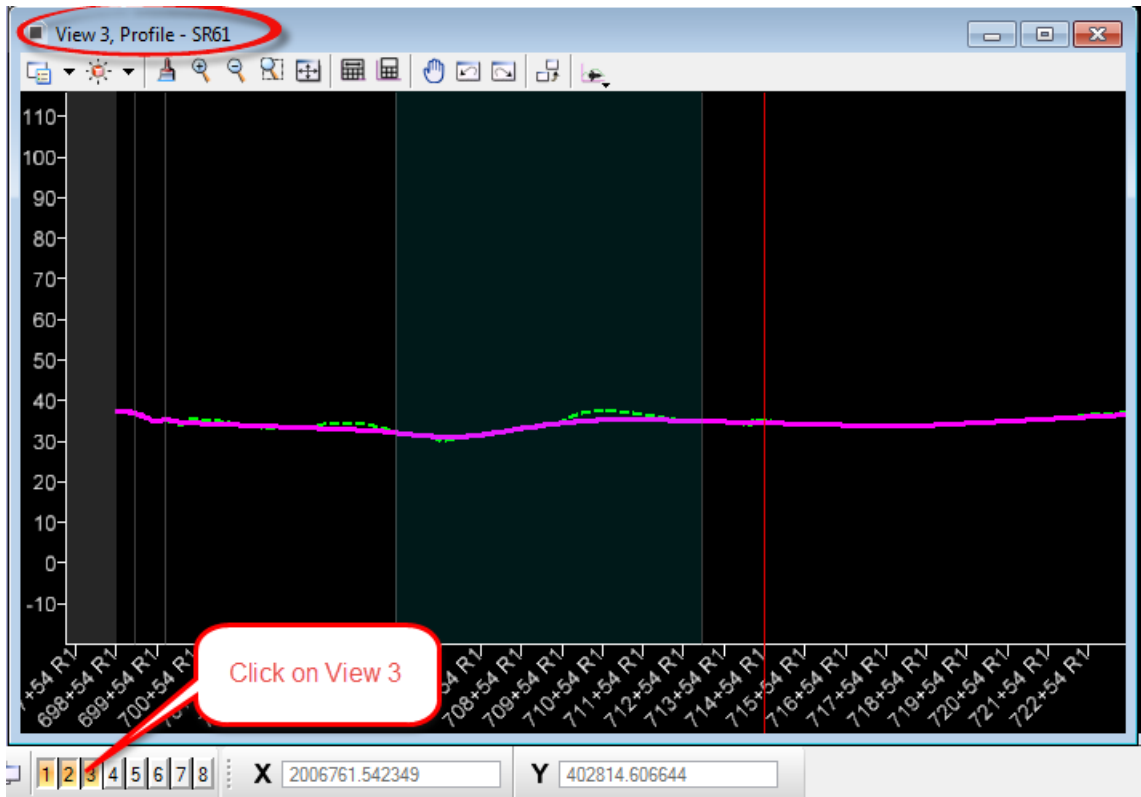 View 3, Profile - SR61
110
100
90
80
70
60
50
40
30
20
10
0
-10
+54 R1
698+54 R1
699+54 R1
700+54 R1
+54 R1
708+54 R1
709+54 R1
710+54 R1
711+54 R1
712+54 R1
713+54 R1
714+54 R1
715+54 R1
716+54 R1
717+54 R1
718+54 R1
719+54 R1
720+54 R1
721+54 R1
722+54 R1
Click on View 3
1 2 3 4 5 6 7 8 X 2006761.542349 Y 402814.606644